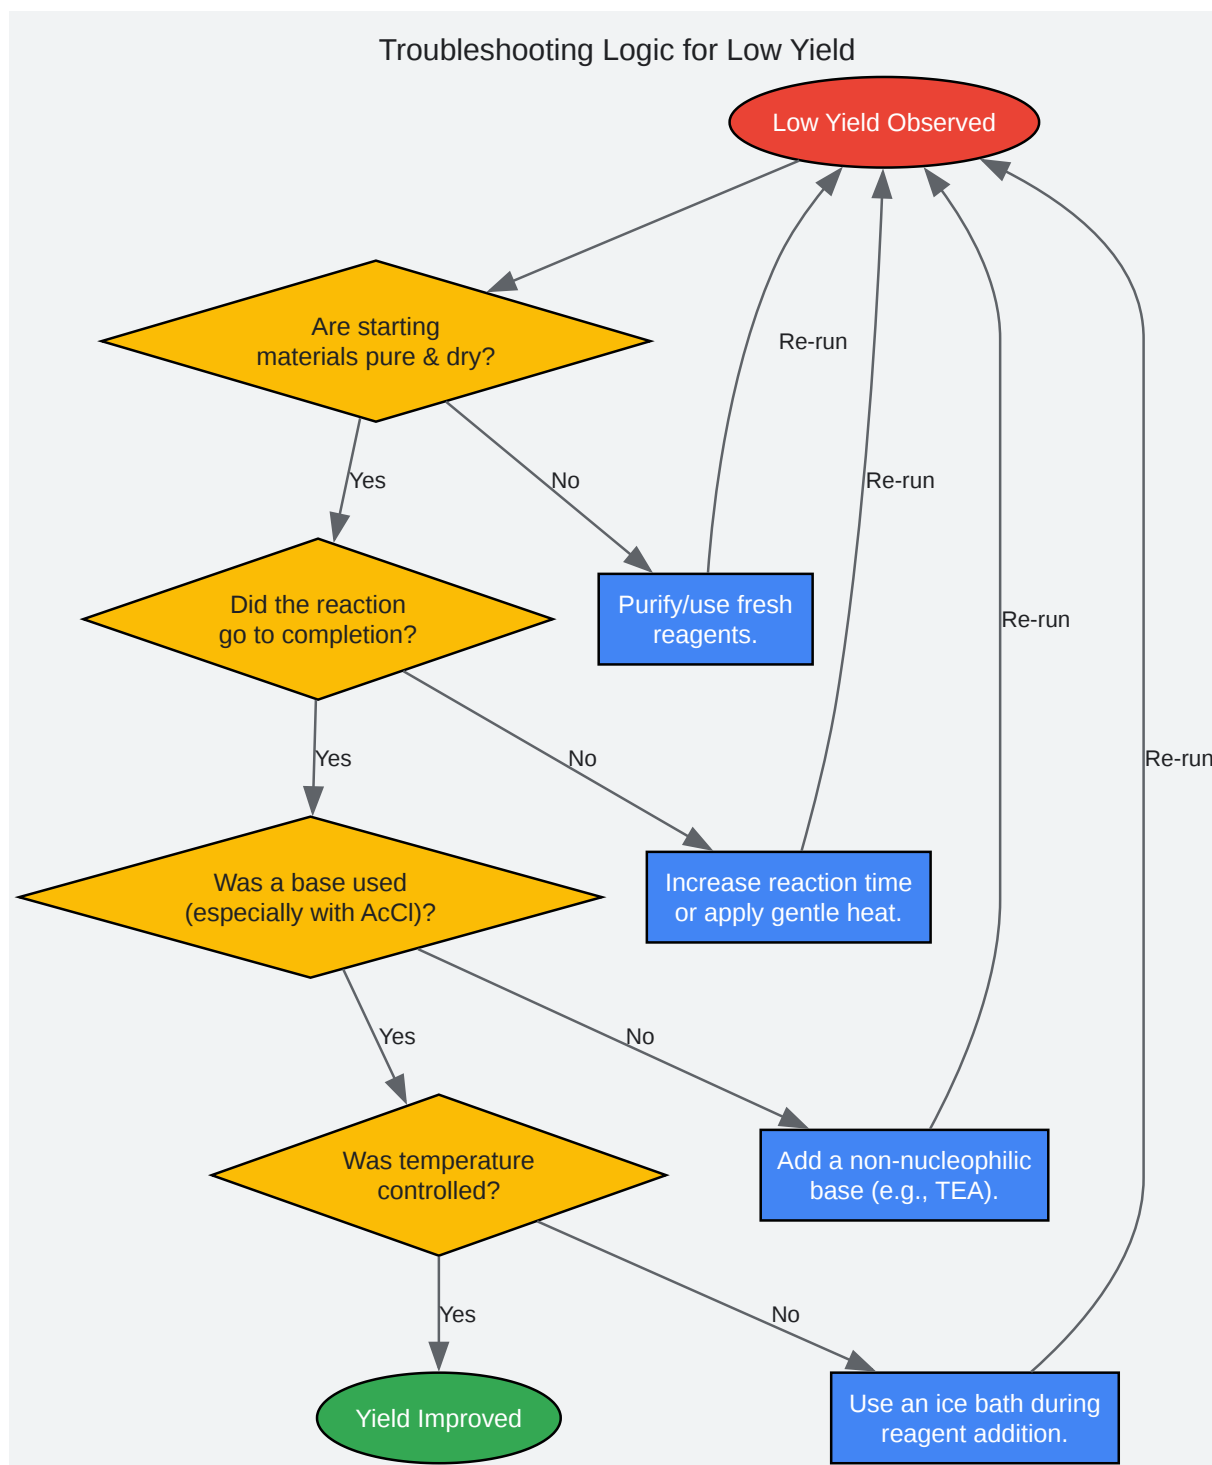 Troubleshooting Logic for Low Yield
Low Yield Observed
Are starting
materials pure & dry?
Re-run
Yes
No
Re-run
Did the reaction
go to completion?
Purify/use fresh
reagents.
Re-run
Yes
No
Re-run
Was a base used
(especially with AcCl)?
Increase reaction time
or apply gentle heat.
Yes
No
Was temperature
controlled?
Add a non-nucleophilic
base (e.g., TEA).
Yes
No
Yield Improved
Use an ice bath during
reagent addition.